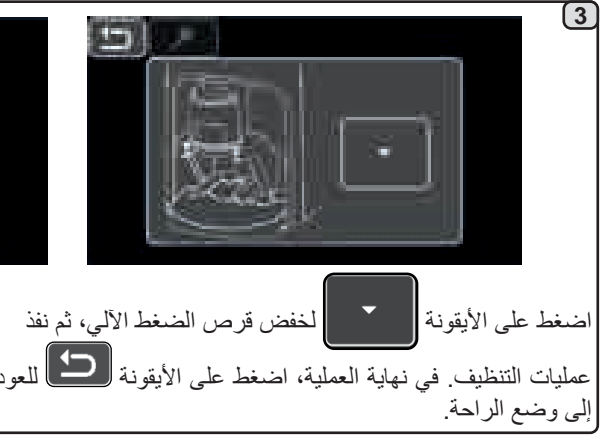 3
اضغط على الأيقونة لخفض قرص الضغط الآلي، ثم نفذ
عمليات التنظيف. في نهاية العملية، اضغط على الأيقونة للعود
إلى وضع الراحة.